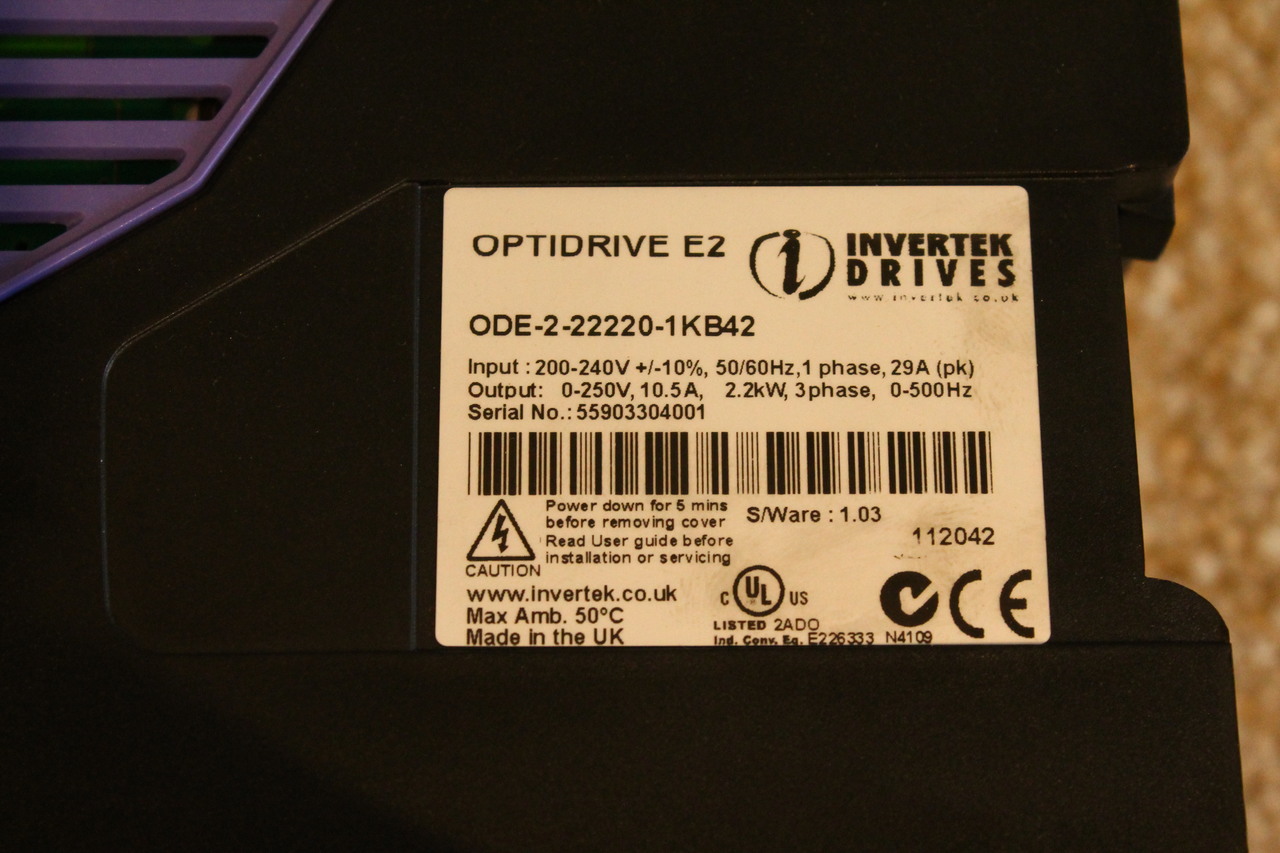 OPTIDRIVE E2
INVERTEK
DRIVES
www.invertek.co.uk
ODE-2-22220-1KB42
Input : 200-240V +/-10%, 50/60Hz,1 phase, 29A (pk)
Output: 0-250V, 10.5A, 2.2kW, 3phase, 0-500Hz
Serial No.: 55903304001
Power down for 5 mins
before removing cover
Read User guide before
installation or servicing
CAUTION
S/Ware : 1.03
112042
www.invertek.co.uk
Max Amb. 50°C
Made in the UK
C UL US
LISTED 2ADO
Ind. Conv. Eq. E226333 N4109
CE